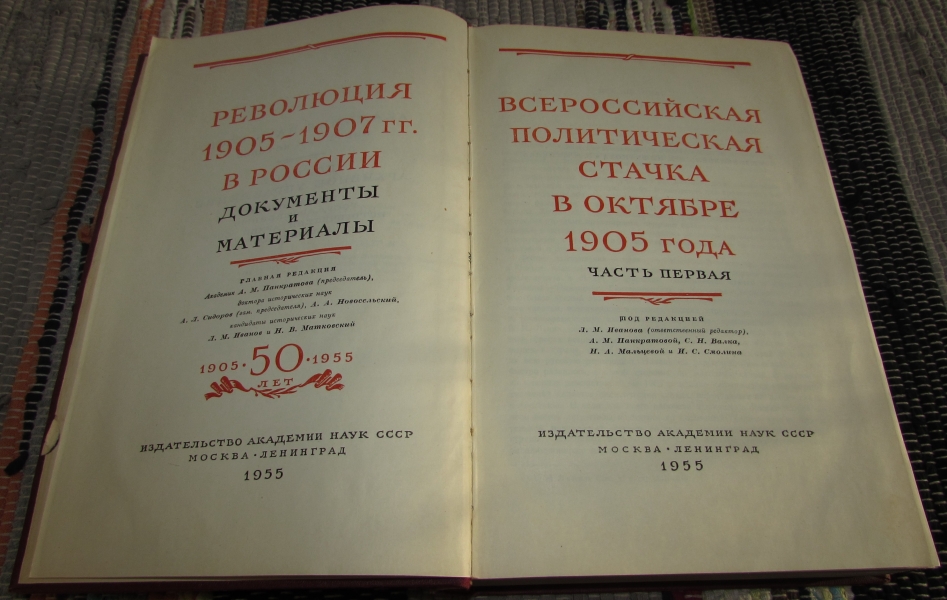 РЕВОЛЮЦИЯ
1905-1907 гг.
В РОССИИ
ДОКУМЕНТЫ
И
МАТЕРИАЛЫ
ГЛАВНАЯ РЕДАКЦИЯ
Академик А. М. Панкратова (председатель),
доктора исторических наук
А. Л. Сидоров (зам. председателя), А. А. Новосельский,
кандидаты исторических наук
Л. М. Иванов и Н. В. Матковский
1905 · 50 · 1955
ЛЕТ
ИЗДАТЕЛЬСТВО АКАДЕМИИ НАУК СССР
МОСКВА · ЛЕНИНГРАД
1955
ВСЕРОССИЙСКАЯ
ПОЛИТИЧЕСКАЯ
СТАЧКА
В ОКТЯБРЕ
1905 ГОДА
ЧАСТЬ ПЕРВАЯ
ПОД РЕДАКЦИЕЙ
Л. М. Иванова (ответственный редактор),
А. М. Панкратовой, С. Н. Валка,
Н. А. Мальцевой и И. С. Смолина
ИЗДАТЕЛЬСТВО АКАДЕМИИ НАУК СССР
МОСКВА · ЛЕНИНГРАД
1955